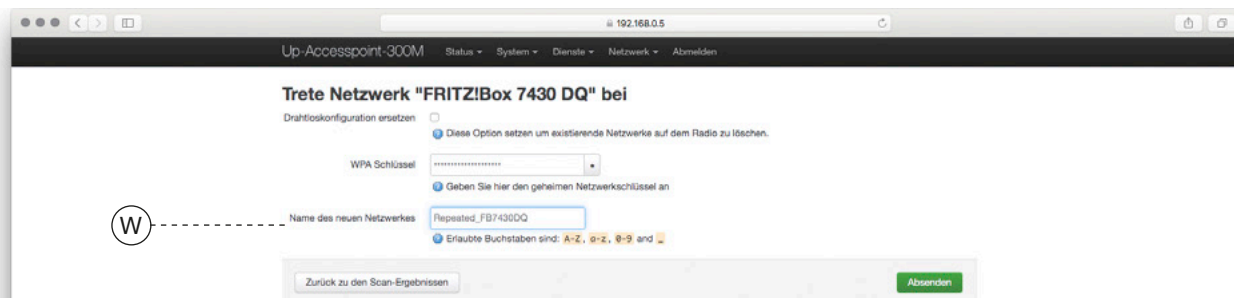 192.168.0.5
Up-Accesspoint-300M Status System Dienste Netzwerk Abmelden
Trete Netzwerk "FRITZ!Box 7430 DQ" bei
Drahtloskonfiguration ersetzen
Diese Option setzen um existierende Netzwerke auf dem Radio zu löschen.
WPA Schlüssel ********************
Geben Sie hier den geheimen Netzwerkschlüssel an
W Name des neuen Netzwerkes Repeated_FB7430DQ
Erlaubte Buchstaben sind: A-Z, a-z, 0-9 and _
Zurück zu den Scan-Ergebnissen Absenden